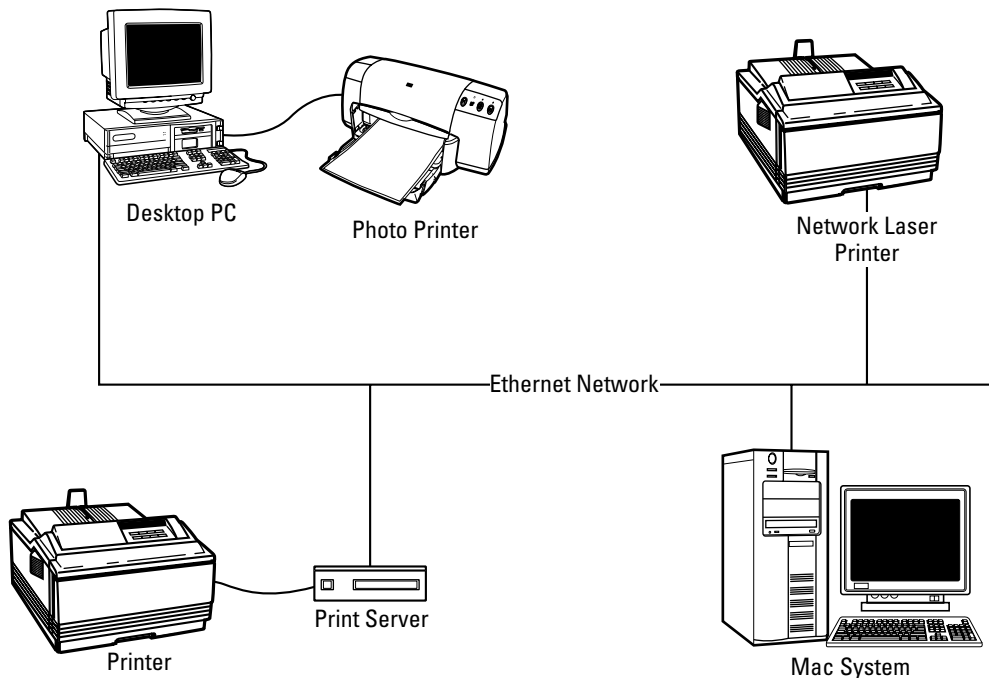 Desktop PC
Photo Printer
Network Laser
Printer
Ethernet Network
Printer
Print Server
Mac System